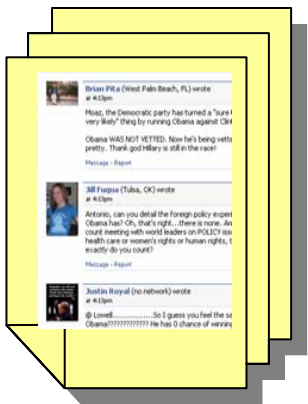 Brian Pita (West Palm Beach, FL) wrote
at 4:13pm
Moaz, the Democratic party has turned a "sure
very likely" thing by running Obama against Clin
Obama WAS NOT VETTED. Now he's being vette
pretty. Thank god Hillary is still in the race!
Message - Report
Jill Fuqua (Tulsa, OK) wrote
at 4:13pm
Antonio, can you detail the foreign policy experi
Obama has? Oh, that's right...there is none. An
count meeting with world leaders on POLICY iss
health care or women's rights or human rights, t
exactly do you count?
Message - Report
Justin Royal (no network) wrote
at 4:13pm
@ Lowell................So I guess you feel the sa
Obama????????????? He has 0 chance of winning